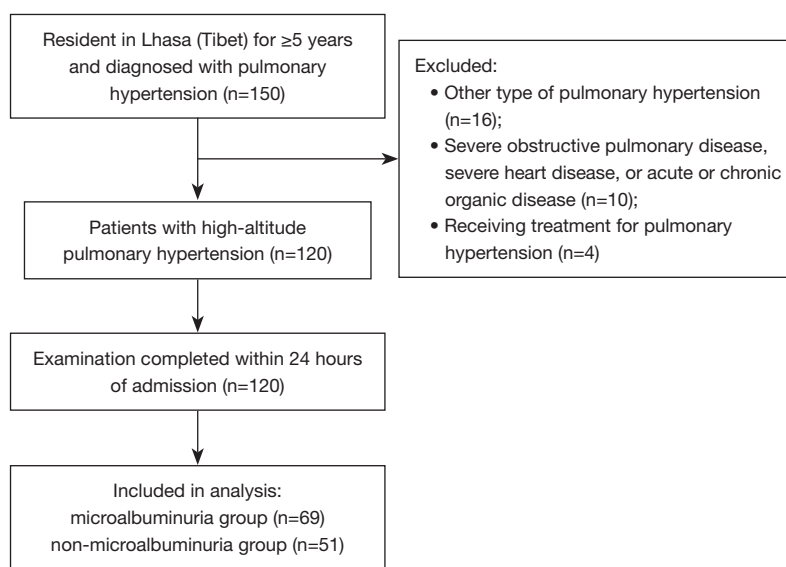 Resident in Lhasa (Tibet) for ≥5 years
and diagnosed with pulmonary
hypertension (n=150)
Excluded:
• Other type of pulmonary hypertension
(n=16);
• Severe obstructive pulmonary disease,
severe heart disease, or acute or chronic
organic disease (n=10);
• Receiving treatment for pulmonary
hypertension (n=4)
Patients with high-altitude
pulmonary hypertension (n=120)
Examination completed within 24 hours
of admission (n=120)
Included in analysis:
microalbuminuria group (n=69)
non-microalbuminuria group (n=51)